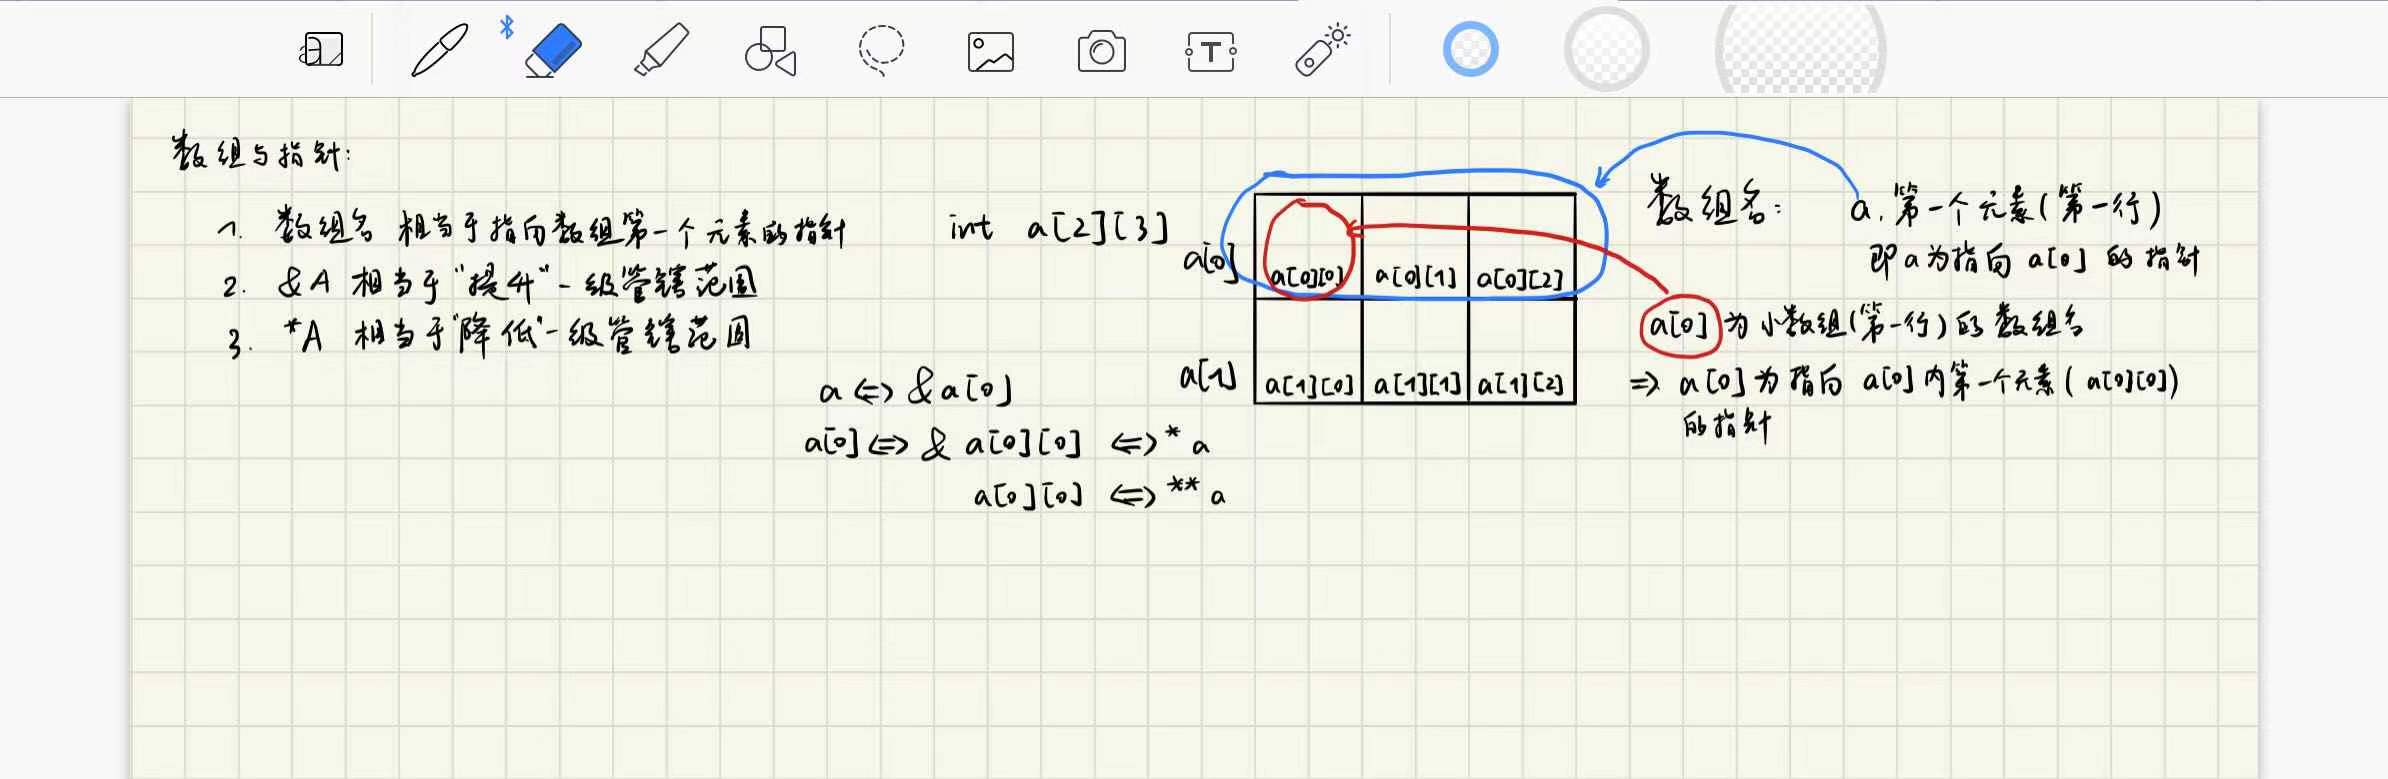 数组与指针:
1. 数组名 相当于指向数组第一个元素的指针
2. &A 相当于"提升"一级管辖范围
3. *A 相当于"降低"一级管辖范围
a <=> &a[0]
a[0] <=> & a[0][0] <=> * a
a[0][0] <=> ** a
int a[2][3]
a[0]
a[0][0] a[0][1] a[0][2]
a[1]
a[1][0] a[1][1] a[1][2]
数组名: a, 第一个元素(第一行)
即a为指向 a[0] 的指针
a[0] 为小数组(第一行)的数组名
=> a[0]为指向 a[0]内第一个元素( a[0][0])
的指针
T